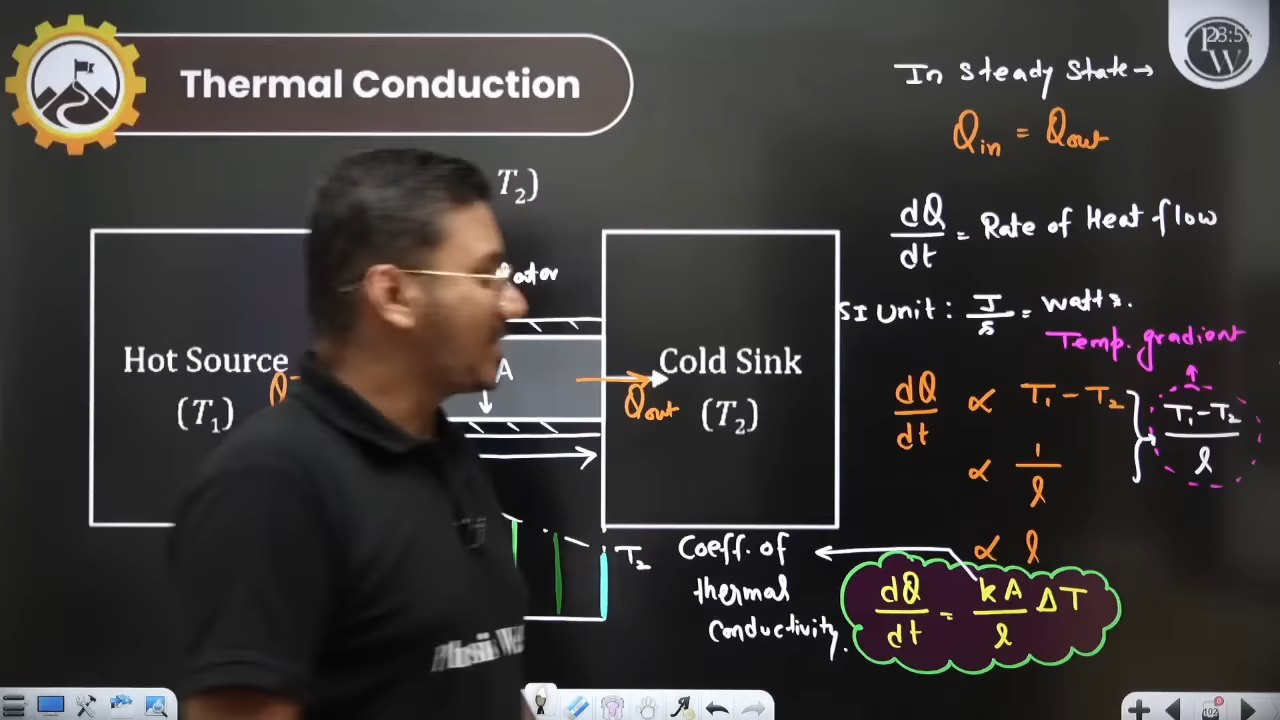 Thermal Conduction
T₂)
Hot Source
(T₁)
A
Cold Sink
(T₂)
Qout
T₂
In steady state →
Qin = Qout
dQ/dt = Rate of Heat flow
SI Unit : J/s = watts.
Temp. gradient
dQ/dt ∝ T₁ - T₂
(T₁ - T₂)/l
∝ 1/l
∝ l
Coeff. of
thermal
Conductivity.
dQ/dt = kA/l ΔT
PW
102